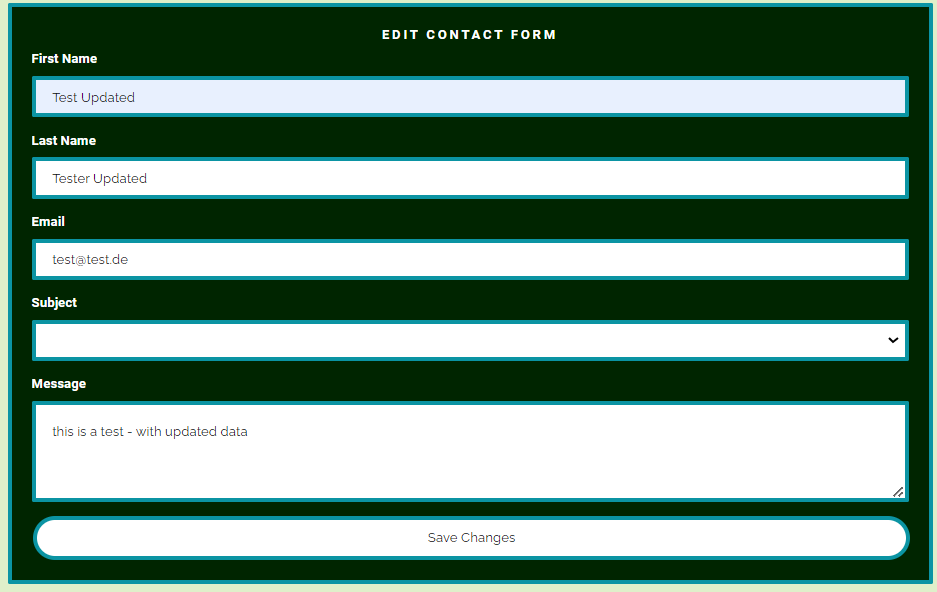 EDIT CONTACT FORM
First Name
Test Updated
Last Name
Tester Updated
Email
test@test.de
Subject
Message
this is a test - with updated data
Save Changes